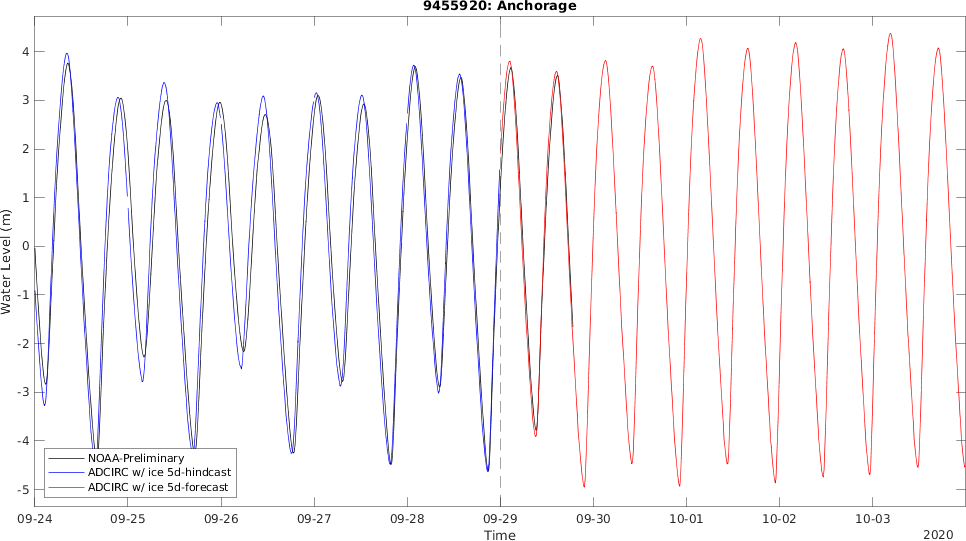 9455920: Anchorage
Water Level (m)
4
3
2
1
0
-1
-2
-3
-4
-5
NOAA-Preliminary
ADCIRC w/ ice 5d-hindcast
ADCIRC w/ ice 5d-forecast
09-24 09-25 09-26 09-27 09-28 09-29 09-30 10-01 10-02 10-03
Time
2020